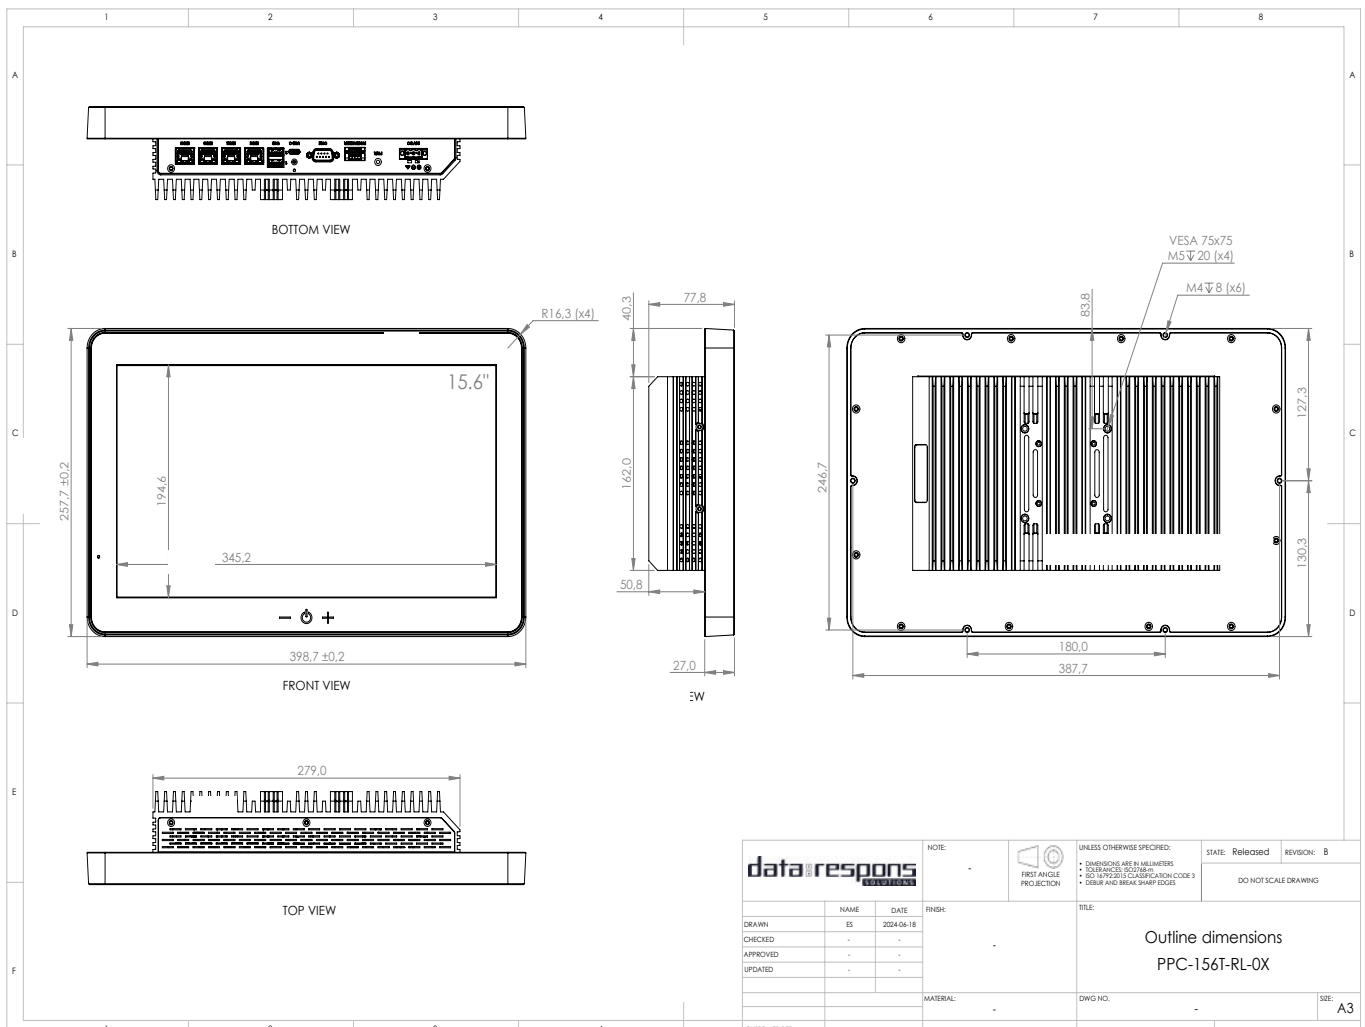 1 2 3 4 5 6 7 8
A A
B B
C C
D D
E E
F F
BOTTOM VIEW
VESA 75x75
M5↧20 (x4)
M4↧8 (x6)
83,8
R16,3 (x4)
15.6"
257,7 ±0,2
194,6
345,2
398,7 ±0,2
FRONT VIEW
77,8
40,3
162,0
50,8
27,0
EW
246,7
127,3
130,3
180,0
387,7
279,0
TOP VIEW
data respons
SOLUTIONS
NOTE:
-
FIRST ANGLE
PROJECTION
UNLESS OTHERWISE SPECIFIED:
• DIMENSIONS ARE IN MILLIMETERS
• TOLERANCES: ISO2768-m
• ISO 16792:2015 CLASSIFICATION CODE 3
• DEBUR AND BREAK SHARP EDGES
STATE: Released
REVISION: B
DO NOT SCALE DRAWING
NAME DATE
DRAWN ES 2024-06-18
CHECKED - -
APPROVED - -
UPDATED - -
FINISH:
-
TITLE:
Outline dimensions
PPC-156T-RL-0X
MATERIAL:
-
DWG NO.
-
SIZE:
A3